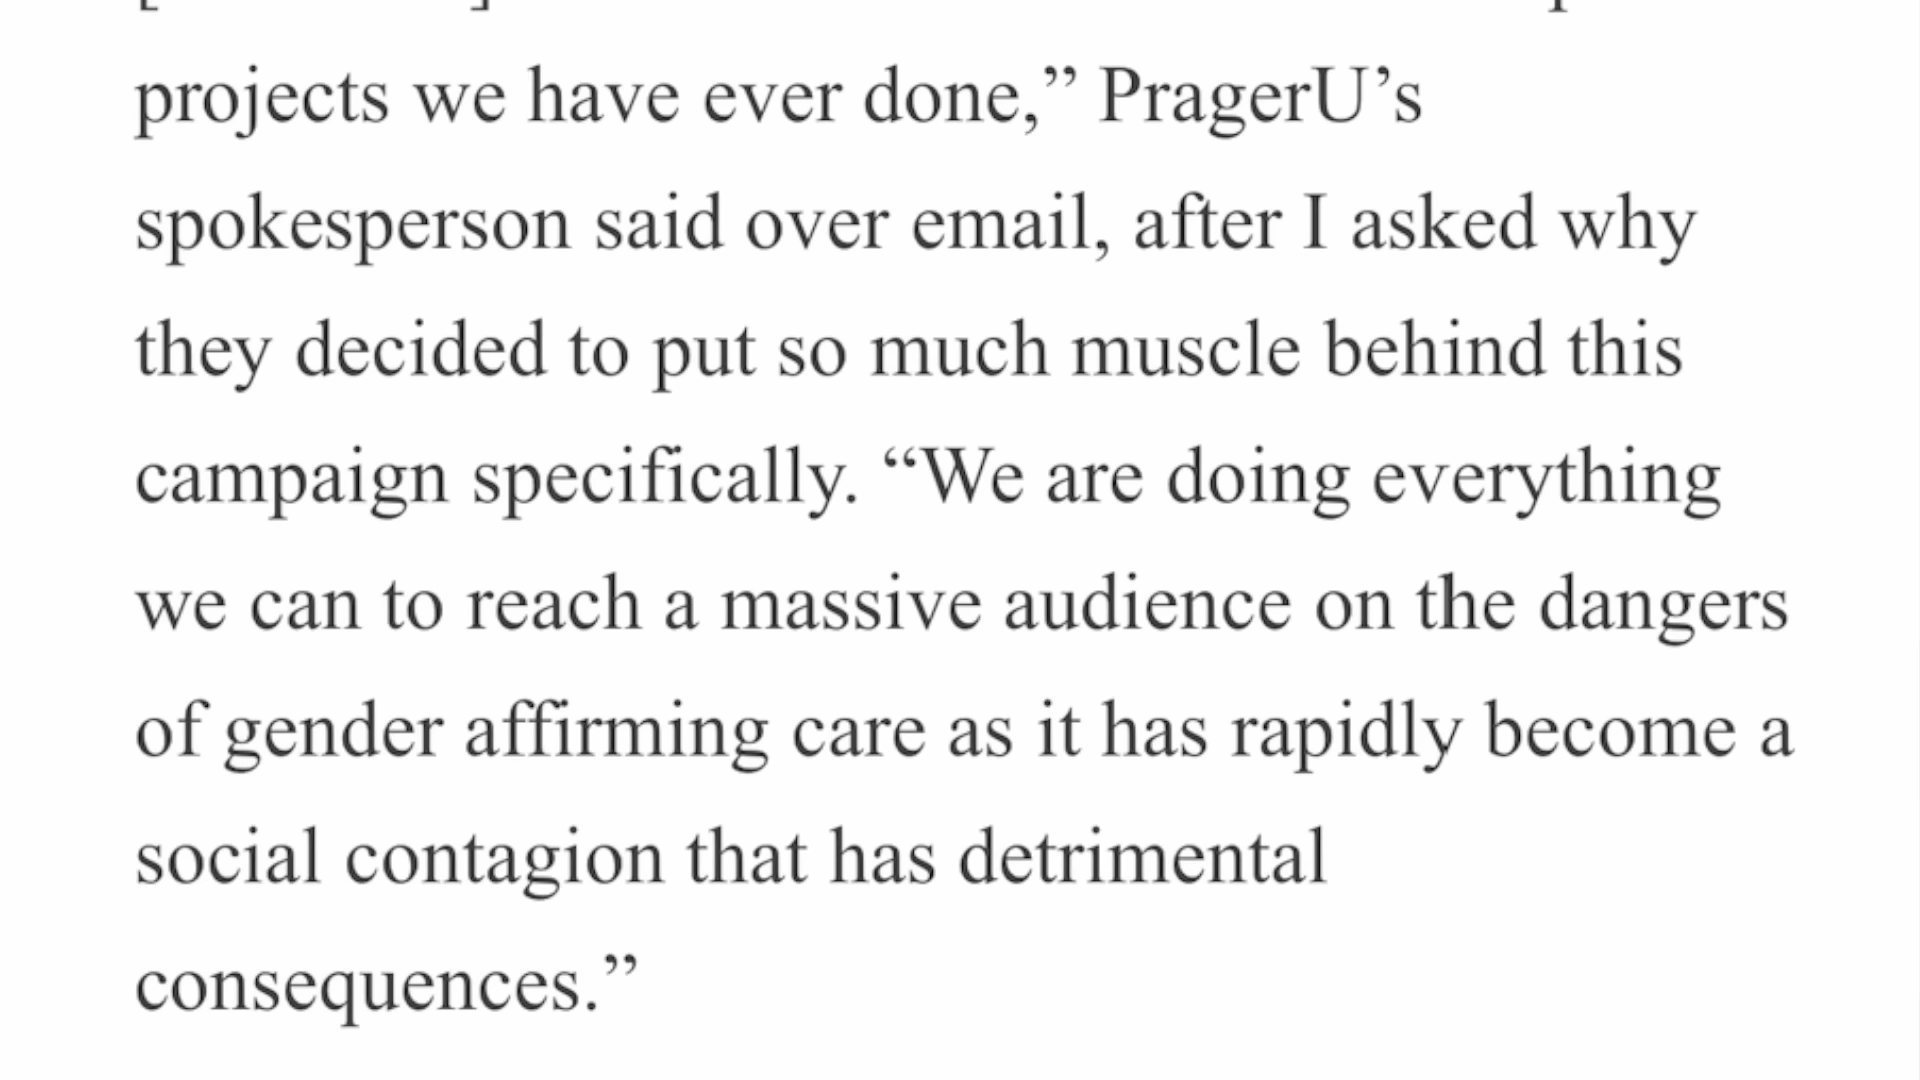 projects we have ever done,” PragerU’s
spokesperson said over email, after I asked why
they decided to put so much muscle behind this
campaign specifically. “We are doing everything
we can to reach a massive audience on the dangers
of gender affirming care as it has rapidly become a
social contagion that has detrimental
consequences.”